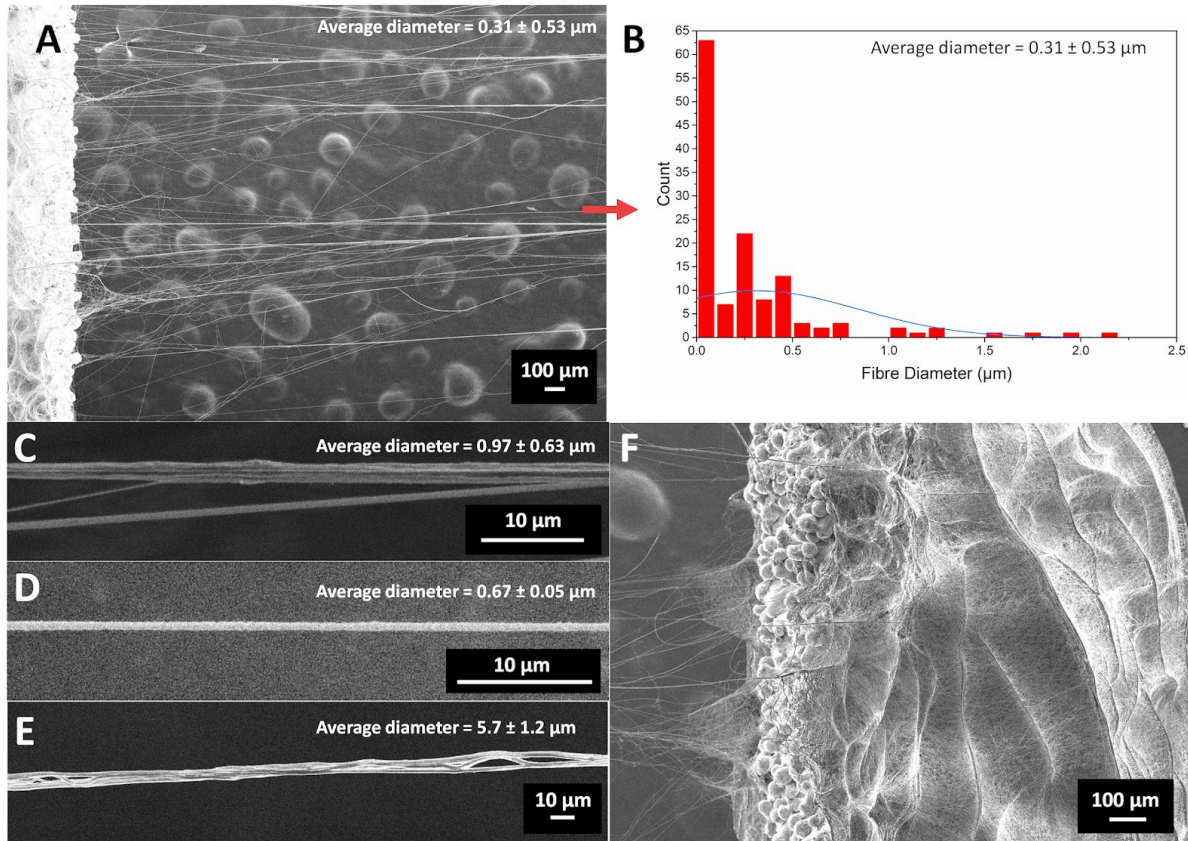 A
Average diameter = 0.31 ± 0.53 µm
100 µm
B
Average diameter = 0.31 ± 0.53 µm
65
60
55
50
45
40
35
30
25
20
15
10
5
0
Count
0.0 0.5 1.0 1.5 2.0 2.5
Fibre Diameter (µm)
C
Average diameter = 0.97 ± 0.63 µm
10 µm
D
Average diameter = 0.67 ± 0.05 µm
10 µm
E
Average diameter = 5.7 ± 1.2 µm
10 µm
F
100 µm